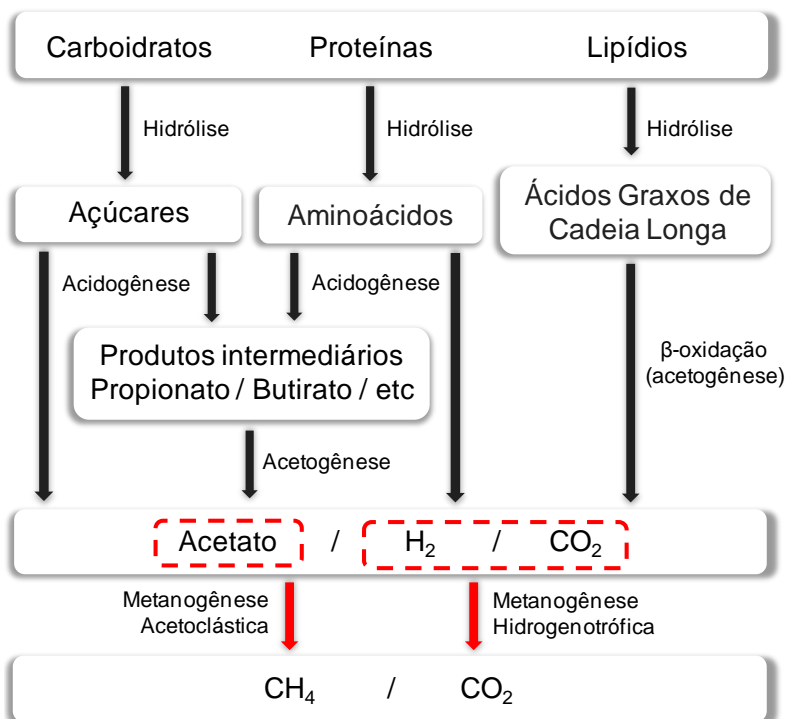 Carboidratos Proteínas Lipídios
Hidrólise Hidrólise Hidrólise
Açúcares Aminoácidos Ácidos Graxos de
Cadeia Longa
Acidogênese Acidogênese
Produtos intermediários
Propionato / Butirato / etc
β-oxidação
(acetogênese)
Acetogênese
Acetato / H₂ / CO₂
Metanogênese
Acetoclástica
Metanogênese
Hidrogenotrófica
CH₄ / CO₂